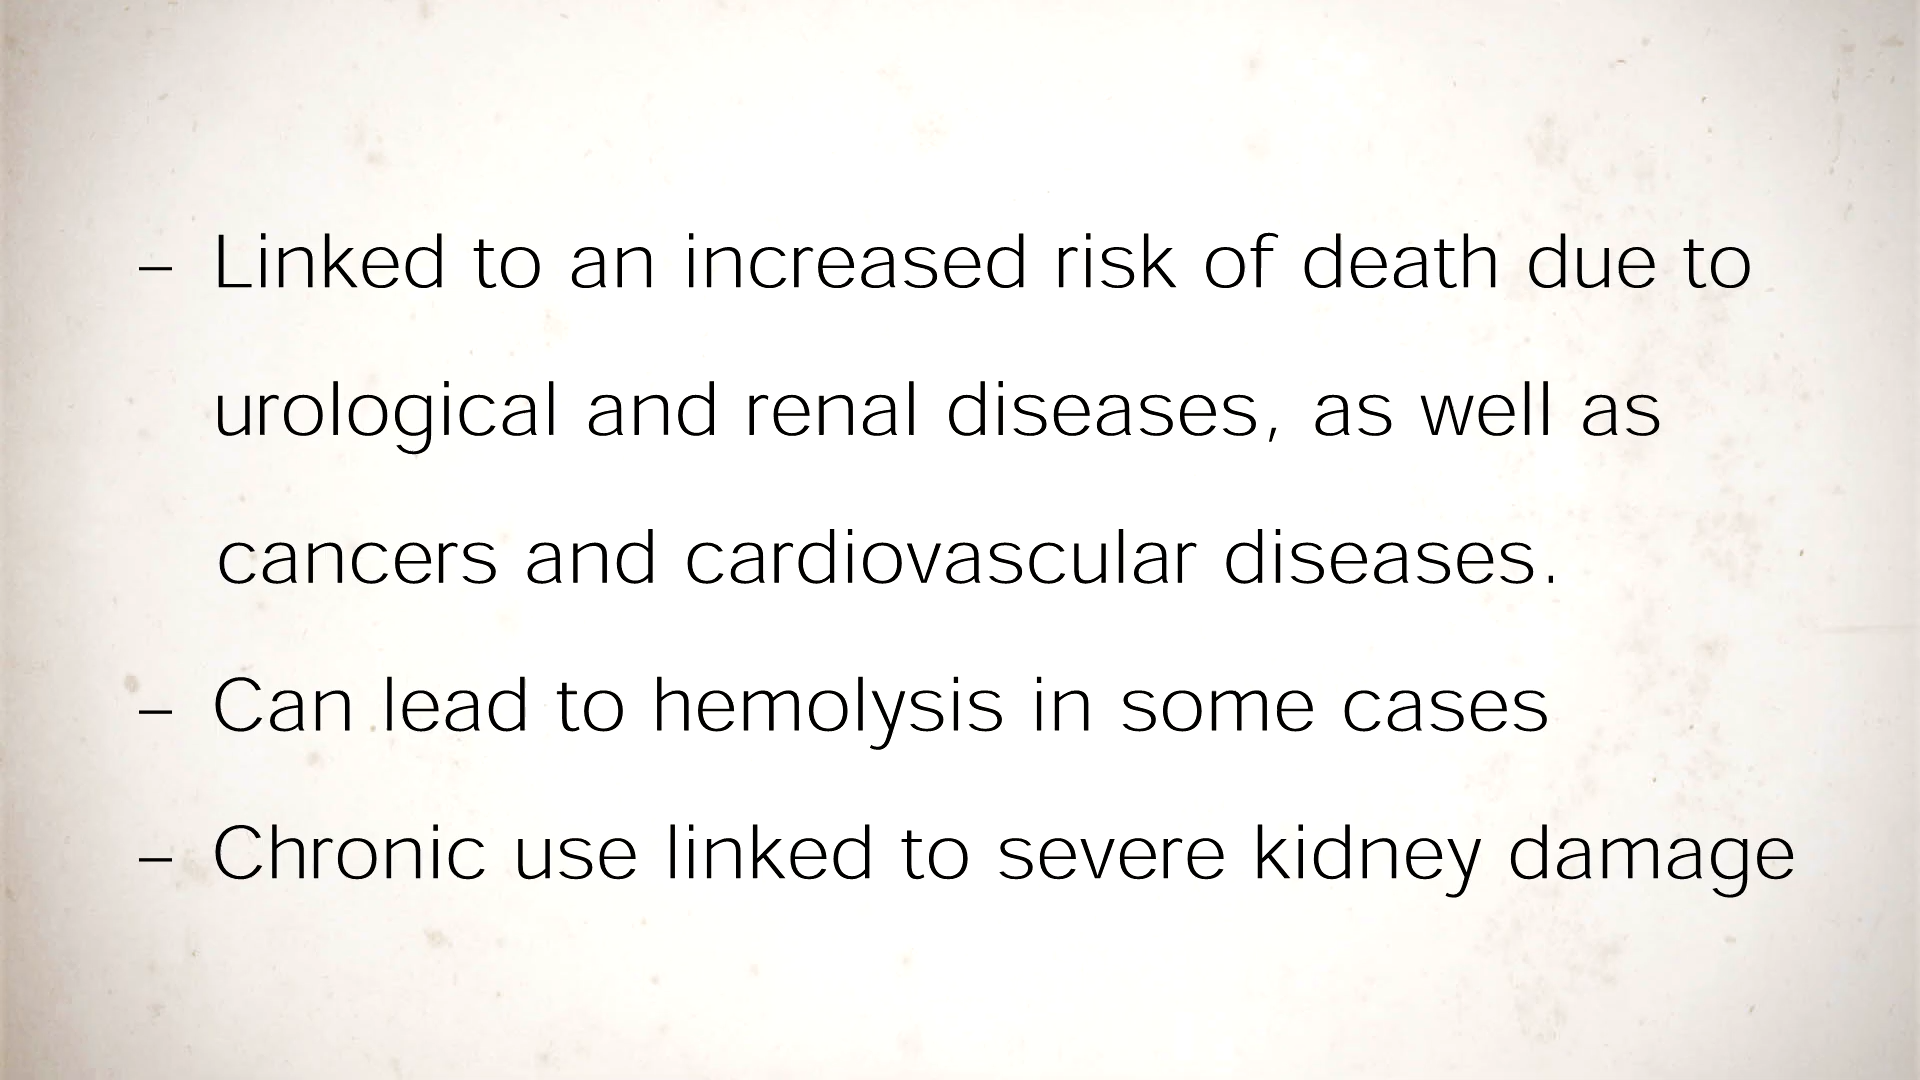 – Linked to an increased risk of death due to
urological and renal diseases, as well as
cancers and cardiovascular diseases.
– Can lead to hemolysis in some cases
– Chronic use linked to severe kidney damage